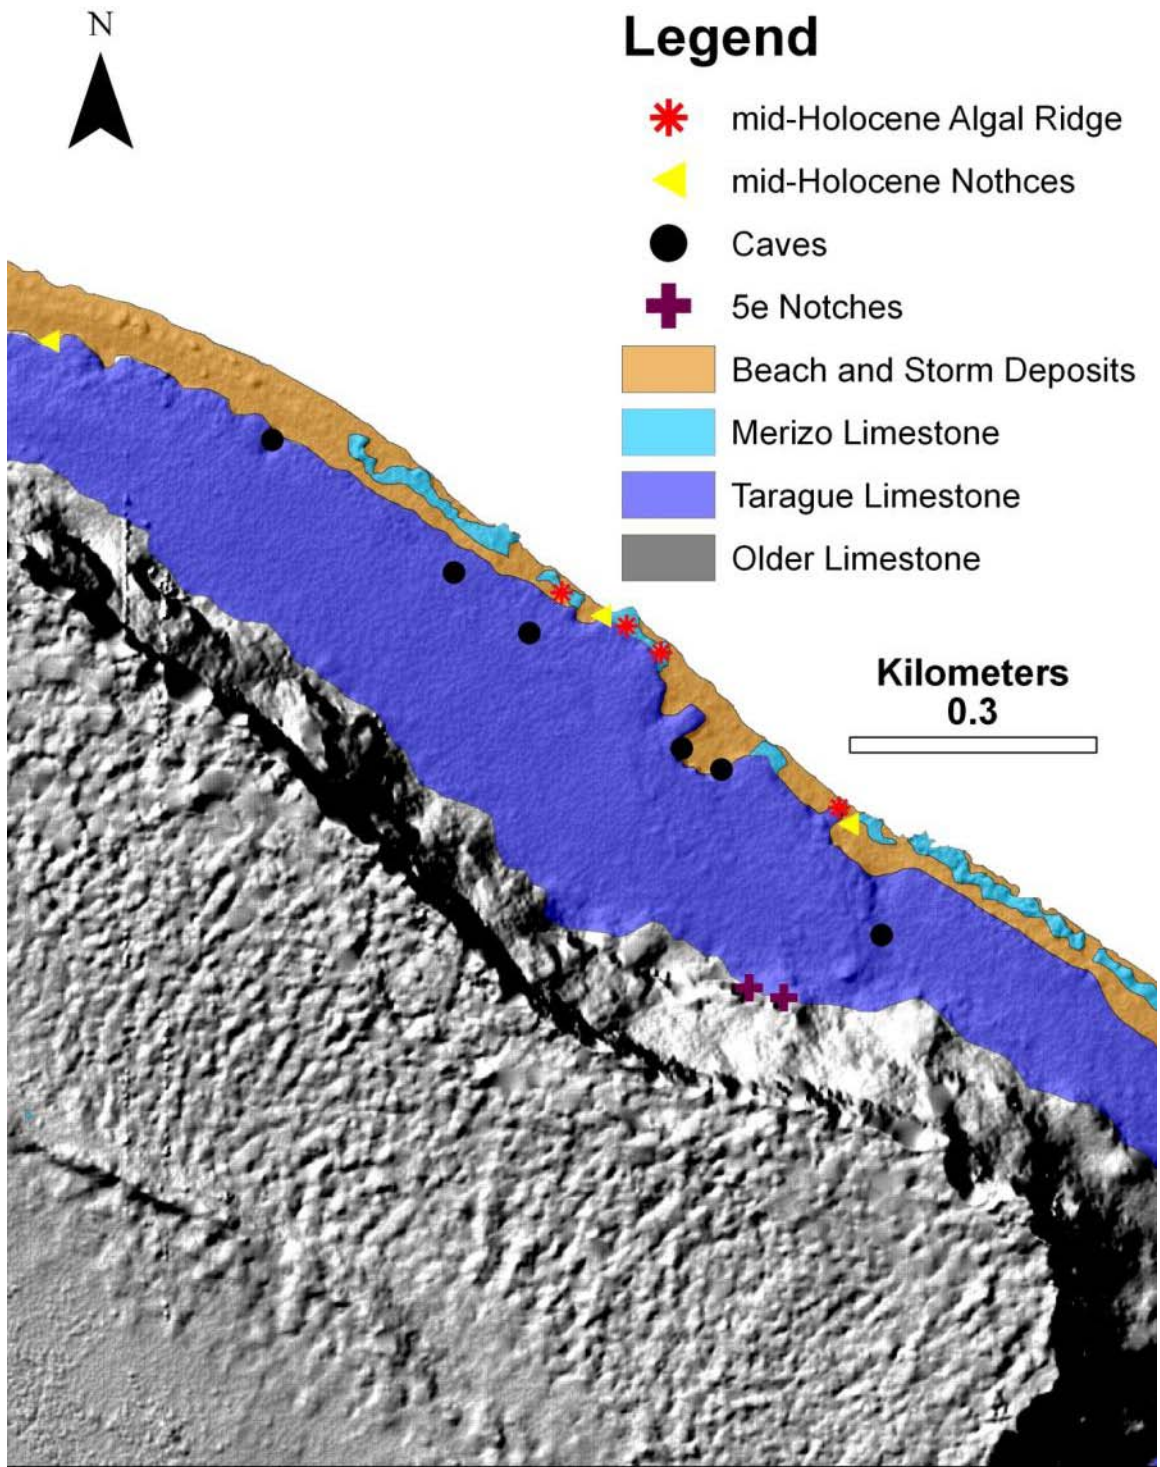 N
Legend
mid-Holocene Algal Ridge
mid-Holocene Nothces
Caves
5e Notches
Beach and Storm Deposits
Merizo Limestone
Tarague Limestone
Older Limestone
Kilometers
0.3